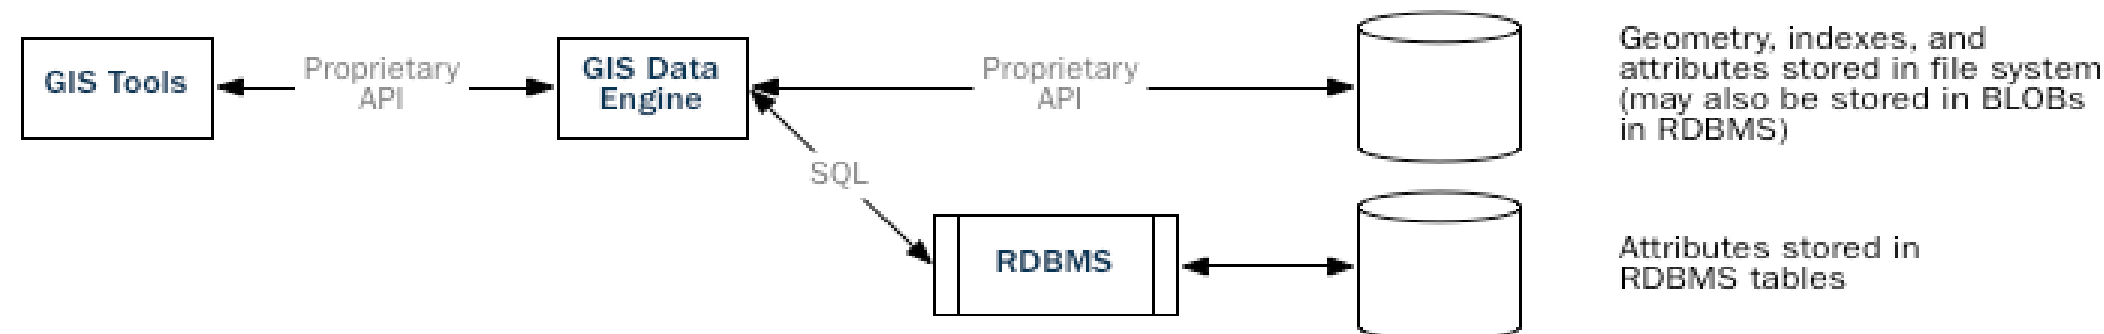 GIS Tools
Proprietary
API
GIS Data
Engine
Proprietary
API
Geometry, indexes, and
attributes stored in file system
(may also be stored in BLOBs
in RDBMS)
SQL
RDBMS
Attributes stored in
RDBMS tables